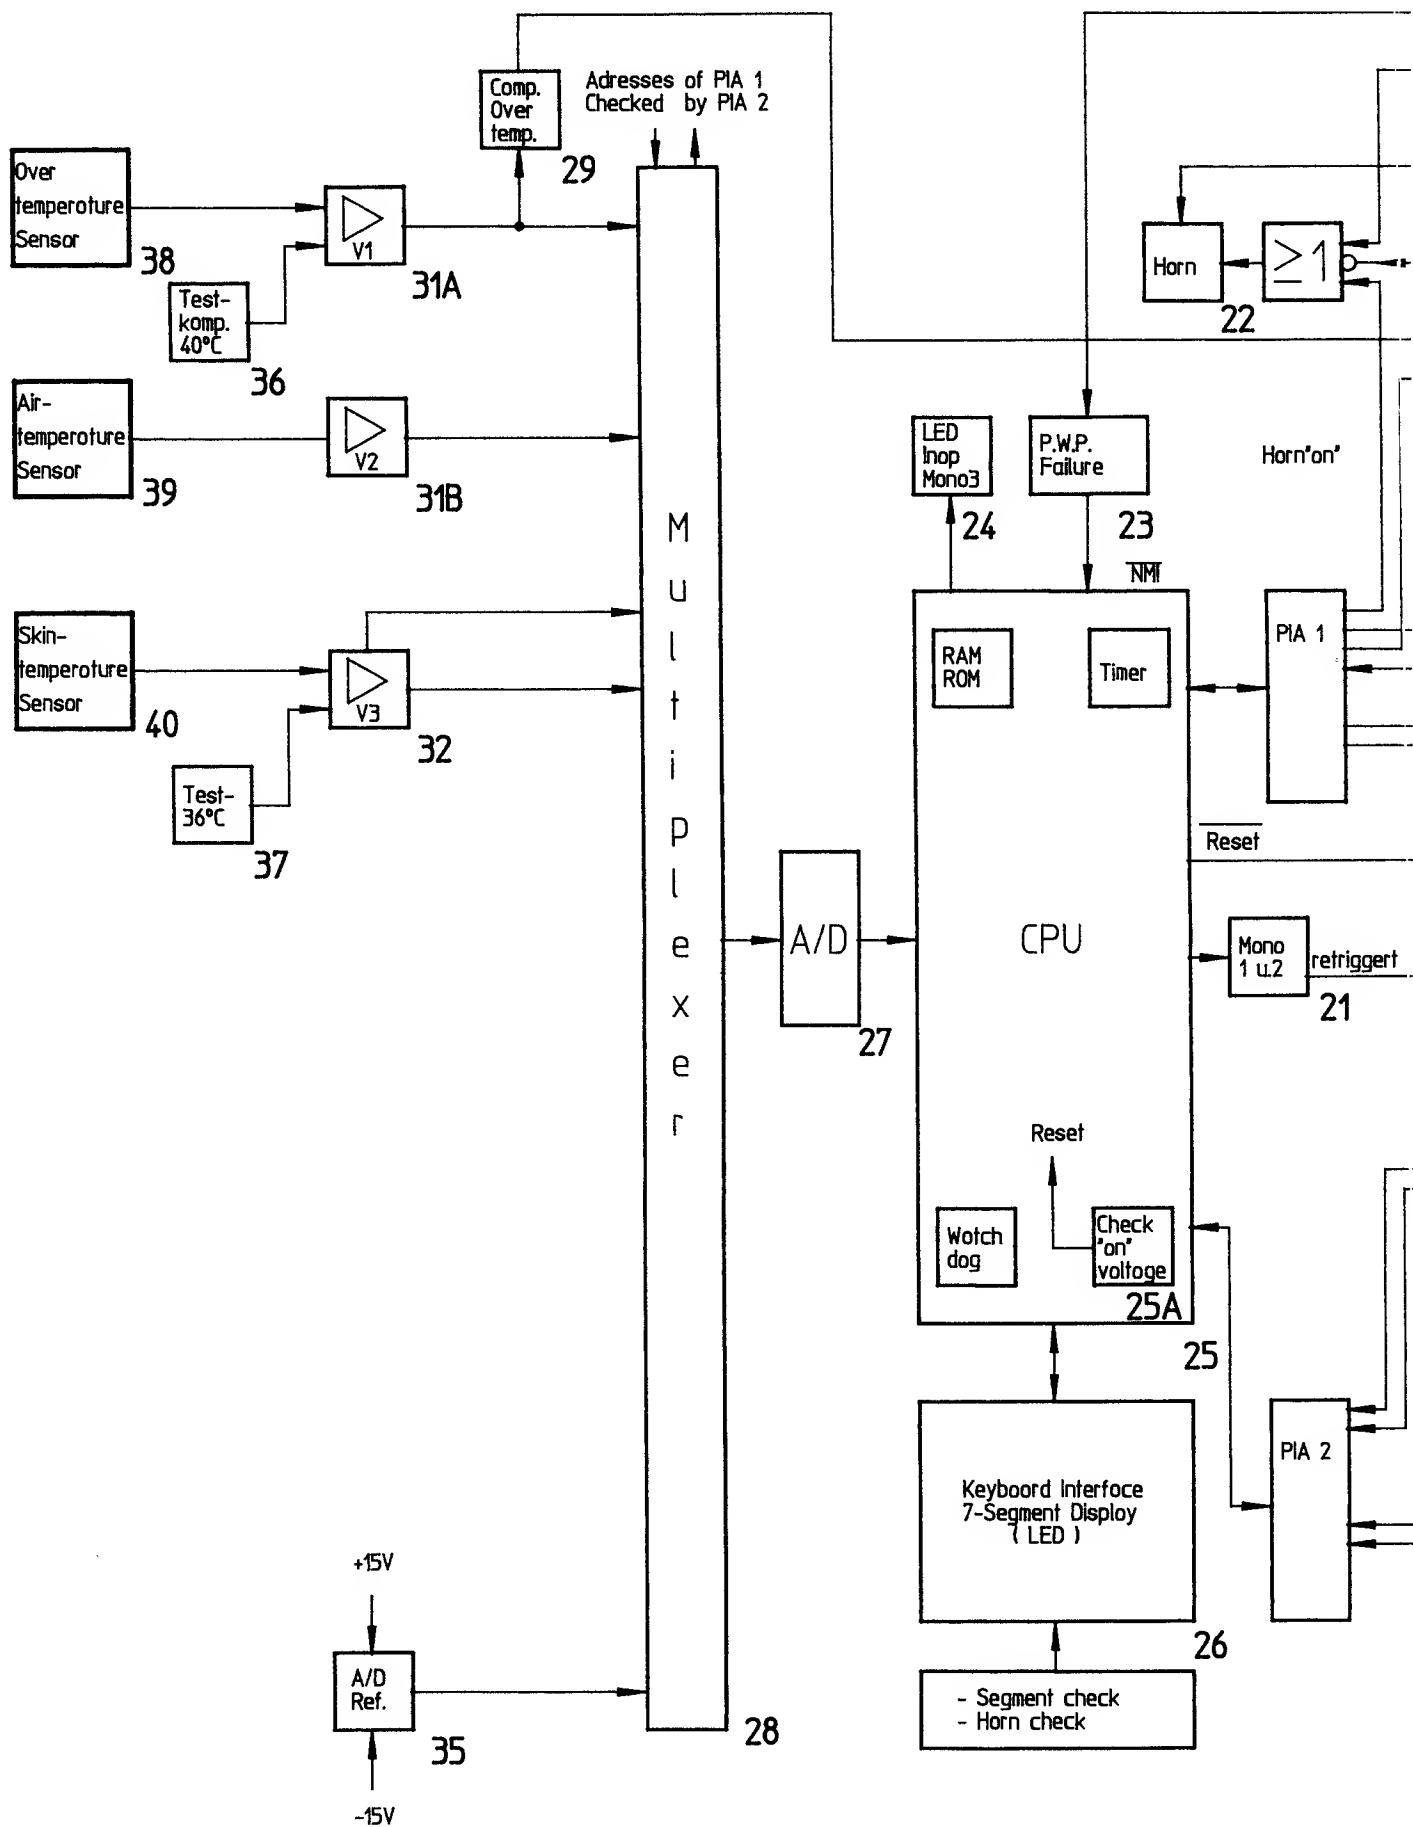 Comp.
Over
temp.
29
Adresses of PIA 1
Checked by PIA 2
Over
temperature
Sensor
38
V1
31A
Test-
komp.
40°C
36
Horn
≥1
22
Air-
temperature
Sensor
39
V2
31B
LED
Inop
Mono3
24
P.W.P.
Failure
23
Horn"on"
NMI
Multiplexer
Skin-
temperature
Sensor
40
V3
32
Test-
36°C
37
RAM
ROM
Timer
PIA 1
Reset
A/D
27
CPU
Mono
1 u.2
retriggert
21
Reset
Wotch
dog
Check
"on"
voltoge
25A
25
Keyboord Interfoce
7-Segment Disploy
( LED )
26
PIA 2
- Segment check
- Horn check
+15V
A/D
Ref.
35
-15V
28